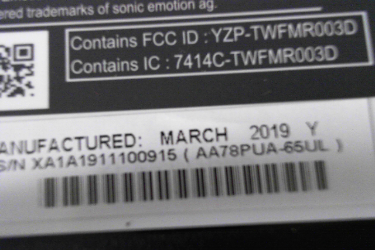 ered trademarks of sonic emotion ag.
Contains FCC ID : YZP-TWFMR003D
Contains IC : 7414C-TWFMR003D
ANUFACTURED: MARCH 2019 Y
S/N XA1A1911100915 ( AA78PUA-65UL )